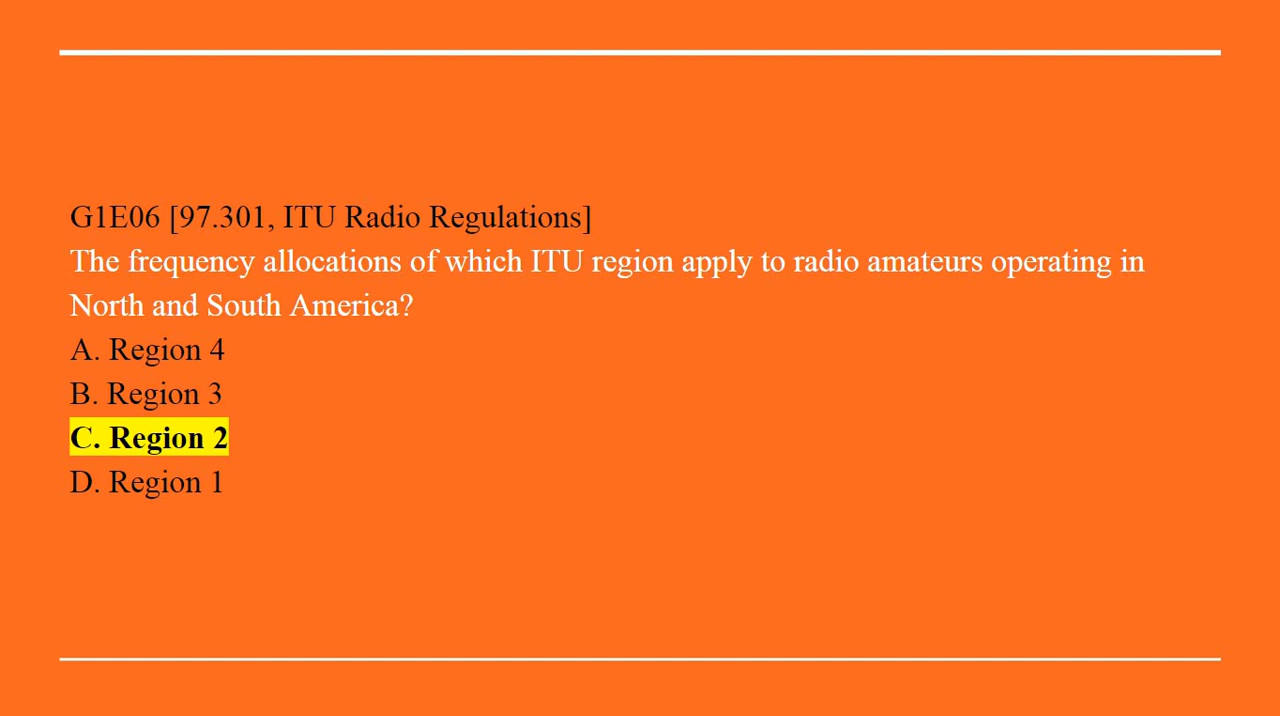 G1E06 [97.301, ITU Radio Regulations]
The frequency allocations of which ITU region apply to radio amateurs operating in
North and South America?
A. Region 4
B. Region 3
C. Region 2
D. Region 1